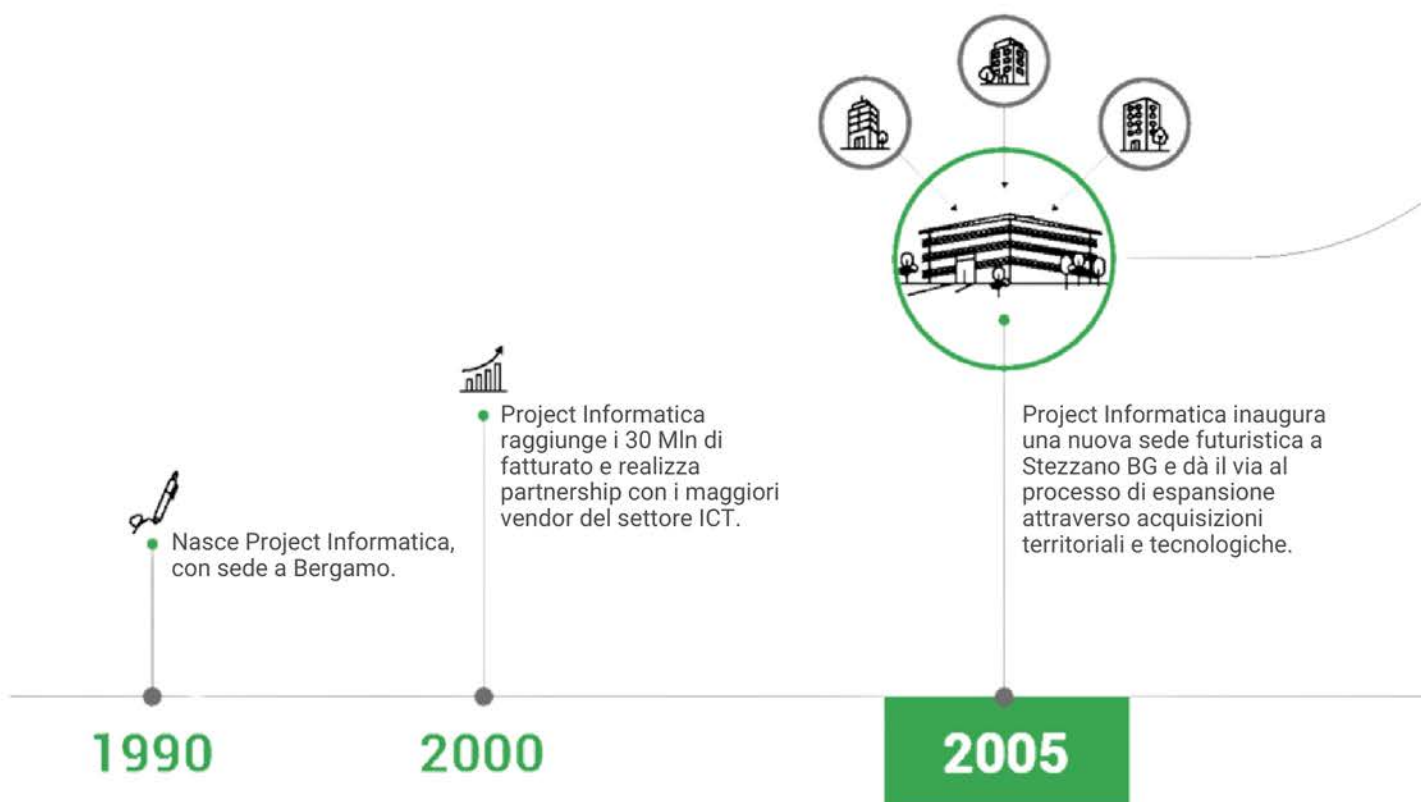 Nasce Project Informatica,
con sede a Bergamo.
Project Informatica
raggiunge i 30 Mln di
fatturato e realizza
partnership con i maggiori
vendor del settore ICT.
Project Informatica inaugura
una nuova sede futuristica a
Stezzano BG e dà il via al
processo di espansione
attraverso acquisizioni
territoriali e tecnologiche.
1990
2000
2005